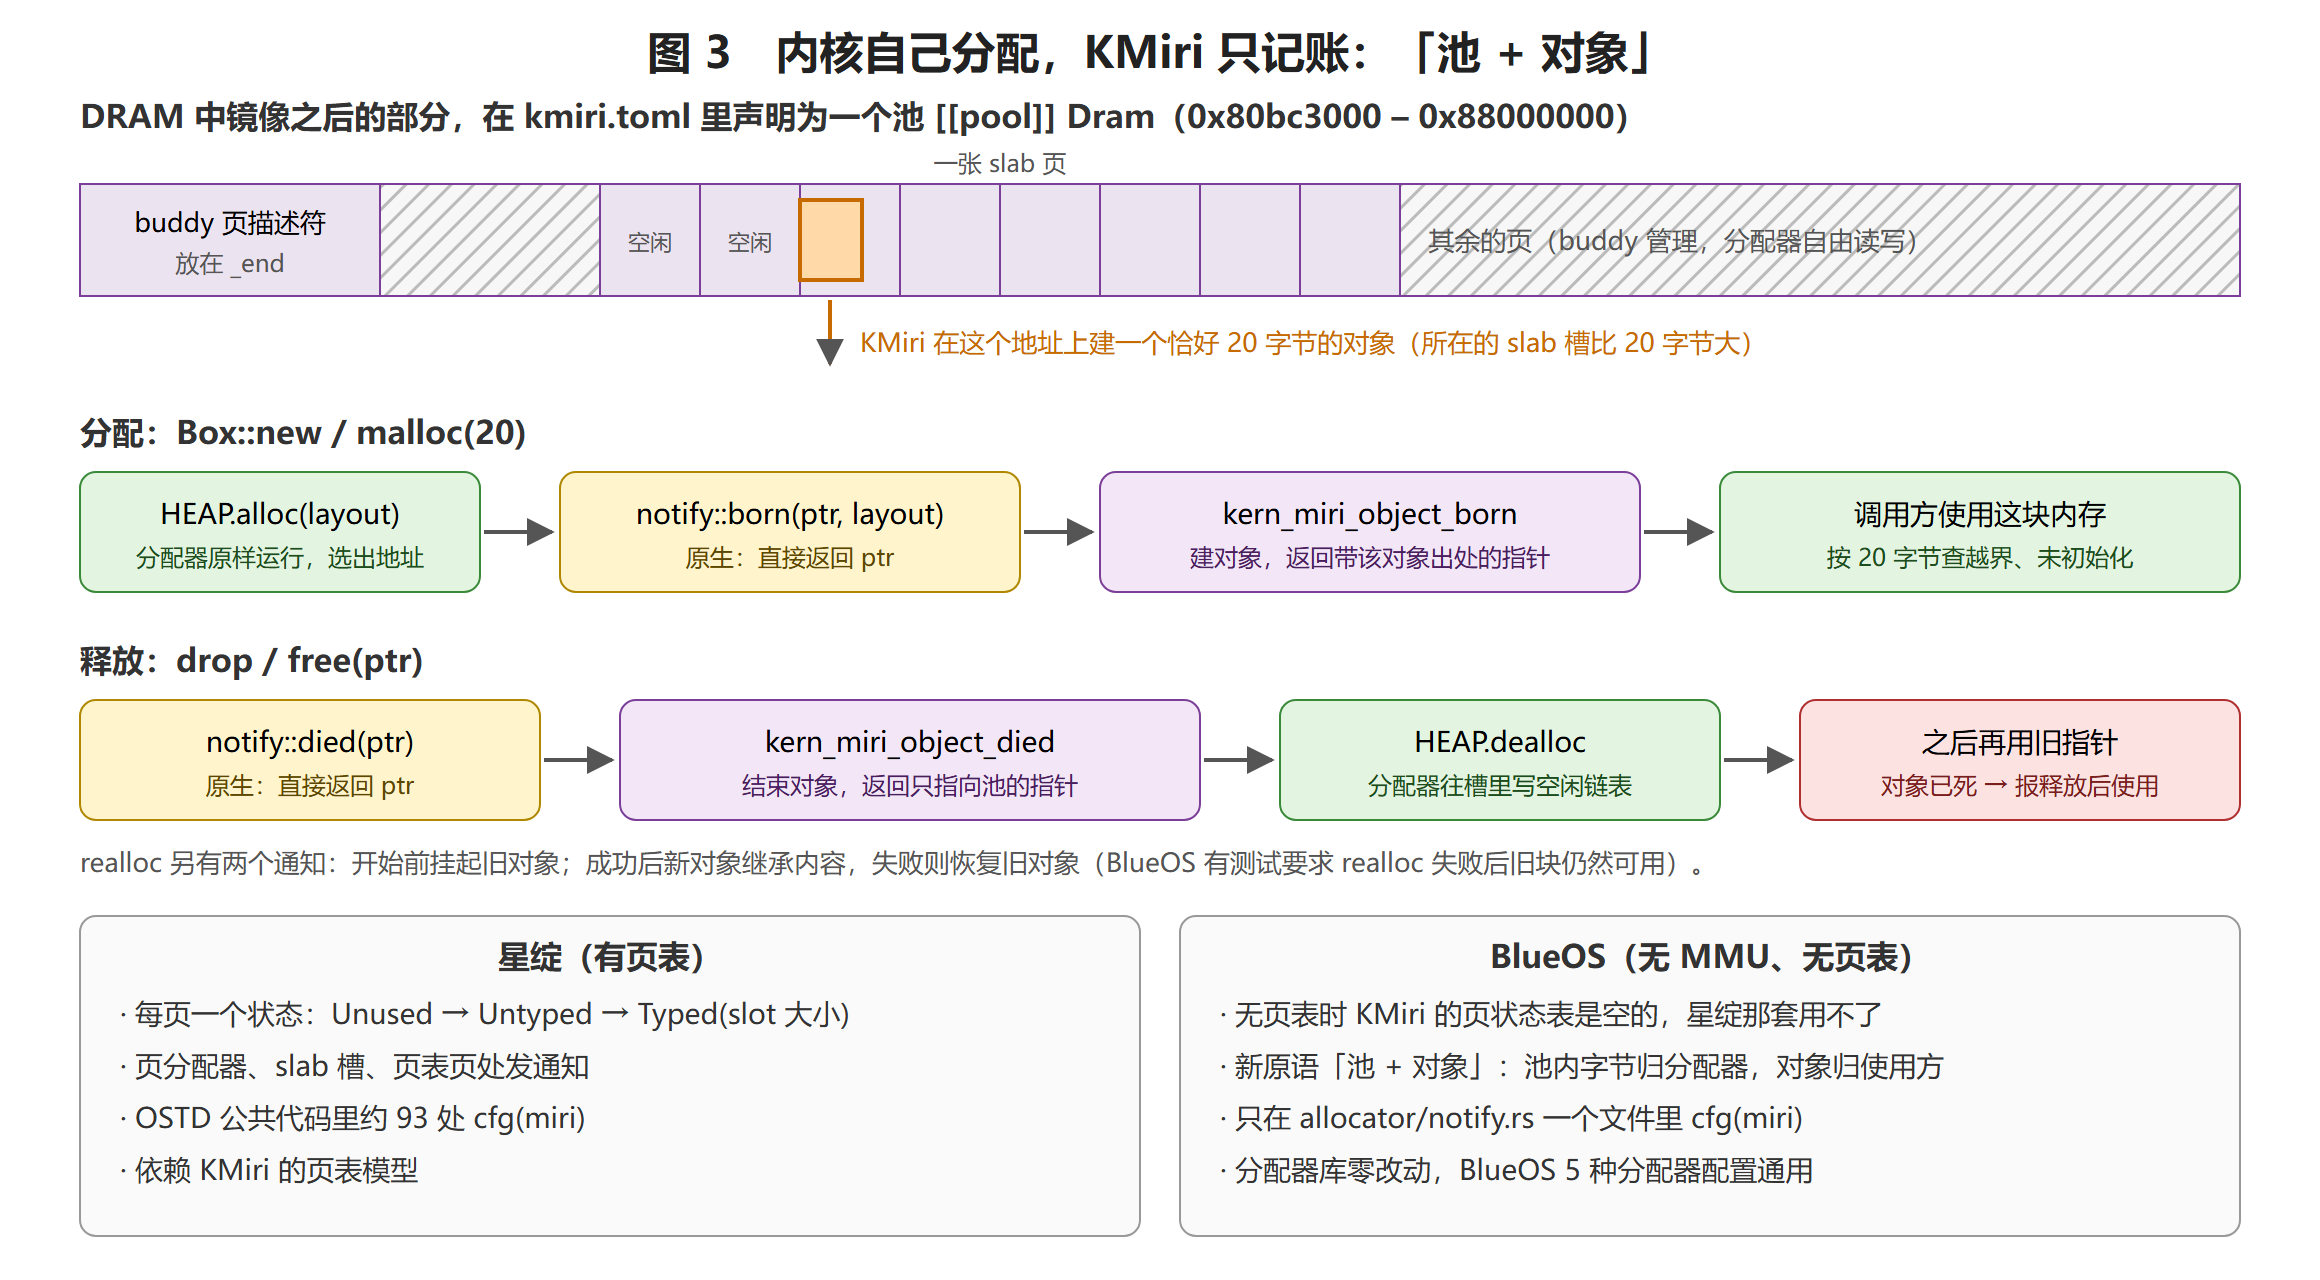 图 3 内核自己分配，KMiri 只记账：「池 + 对象」
DRAM 中镜像之后的部分，在 kmiri.toml 里声明为一个池 [[pool]] Dram（0x80bc3000 – 0x88000000）
一张 slab 页
buddy 页描述符
放在 _end
空闲
空闲
其余的页（buddy 管理，分配器自由读写）
KMiri 在这个地址上建一个恰好 20 字节的对象（所在的 slab 槽比 20 字节大）
分配：Box::new / malloc(20)
HEAP.alloc(layout)
分配器原样运行，选出地址
notify::born(ptr, layout)
原生：直接返回 ptr
kern_miri_object_born
建对象，返回带该对象出处的指针
调用方使用这块内存
按 20 字节查越界、未初始化
释放：drop / free(ptr)
notify::died(ptr)
原生：直接返回 ptr
kern_miri_object_died
结束对象，返回只指向池的指针
HEAP.dealloc
分配器往槽里写空闲链表
之后再用旧指针
对象已死 → 报释放后使用
realloc 另有两个通知：开始前挂起旧对象；成功后新对象继承内容，失败则恢复旧对象（BlueOS 有测试要求 realloc 失败后旧块仍然可用）。
星绽（有页表）
· 每页一个状态：Unused → Untyped → Typed(slot 大小)
· 页分配器、slab 槽、页表页处发通知
· OSTD 公共代码里约 93 处 cfg(miri)
· 依赖 KMiri 的页表模型
BlueOS（无 MMU、无页表）
· 无页表时 KMiri 的页状态表是空的，星绽那套用不了
· 新原语「池 + 对象」：池内字节归分配器，对象归使用方
· 只在 allocator/notify.rs 一个文件里 cfg(miri)
· 分配器库零改动，BlueOS 5 种分配器配置通用